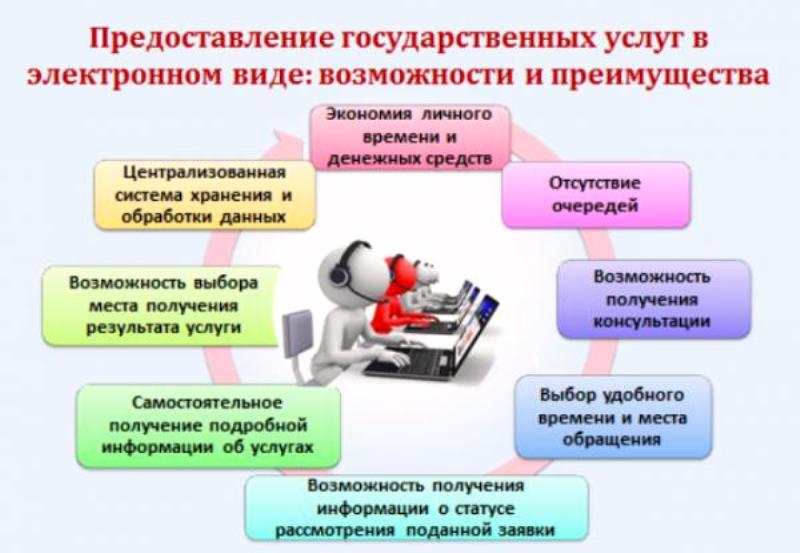 Предоставление государственных услуг в
электронном виде: возможности и преимущества
Экономия личного
времени и
денежных средств
Отсутствие
очередей
Возможность
получения
консультации
Выбор удобного
времени и места
обращения
Возможность получения
информации о статусе
рассмотрения поданной заявки
Самостоятельное
получение подробной
информации об услугах
Возможность выбора
места получения
результата услуги
Централизованная
система хранения и
обработки данных